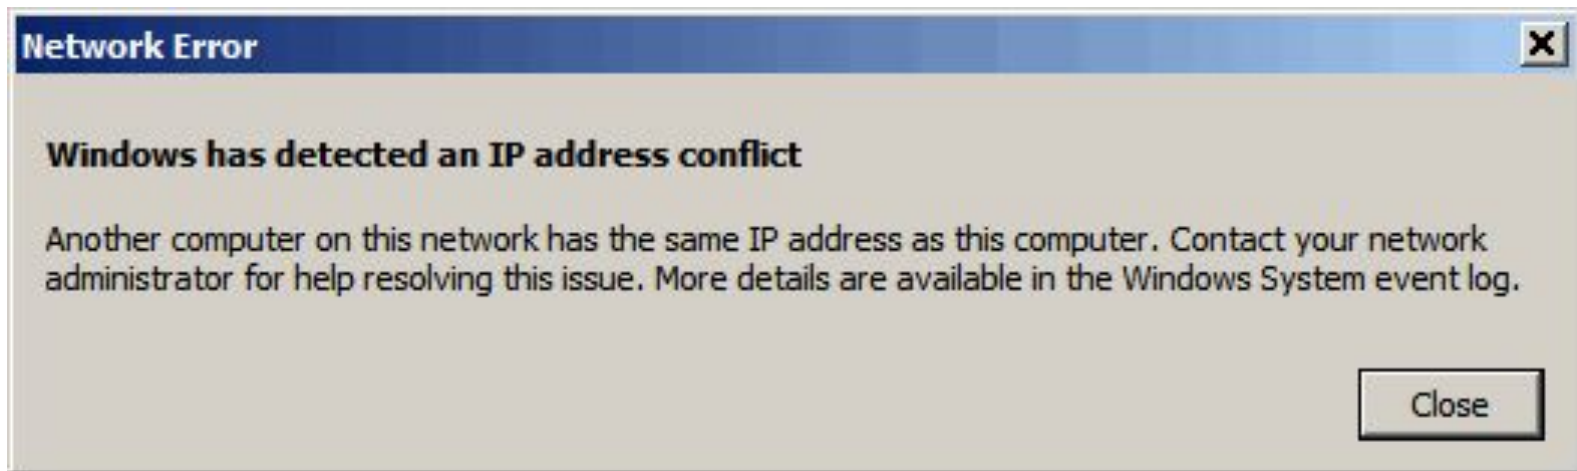 Network Error
Windows has detected an IP address conflict
Another computer on this network has the same IP address as this computer. Contact your network
administrator for help resolving this issue. More details are available in the Windows System event log.
Close